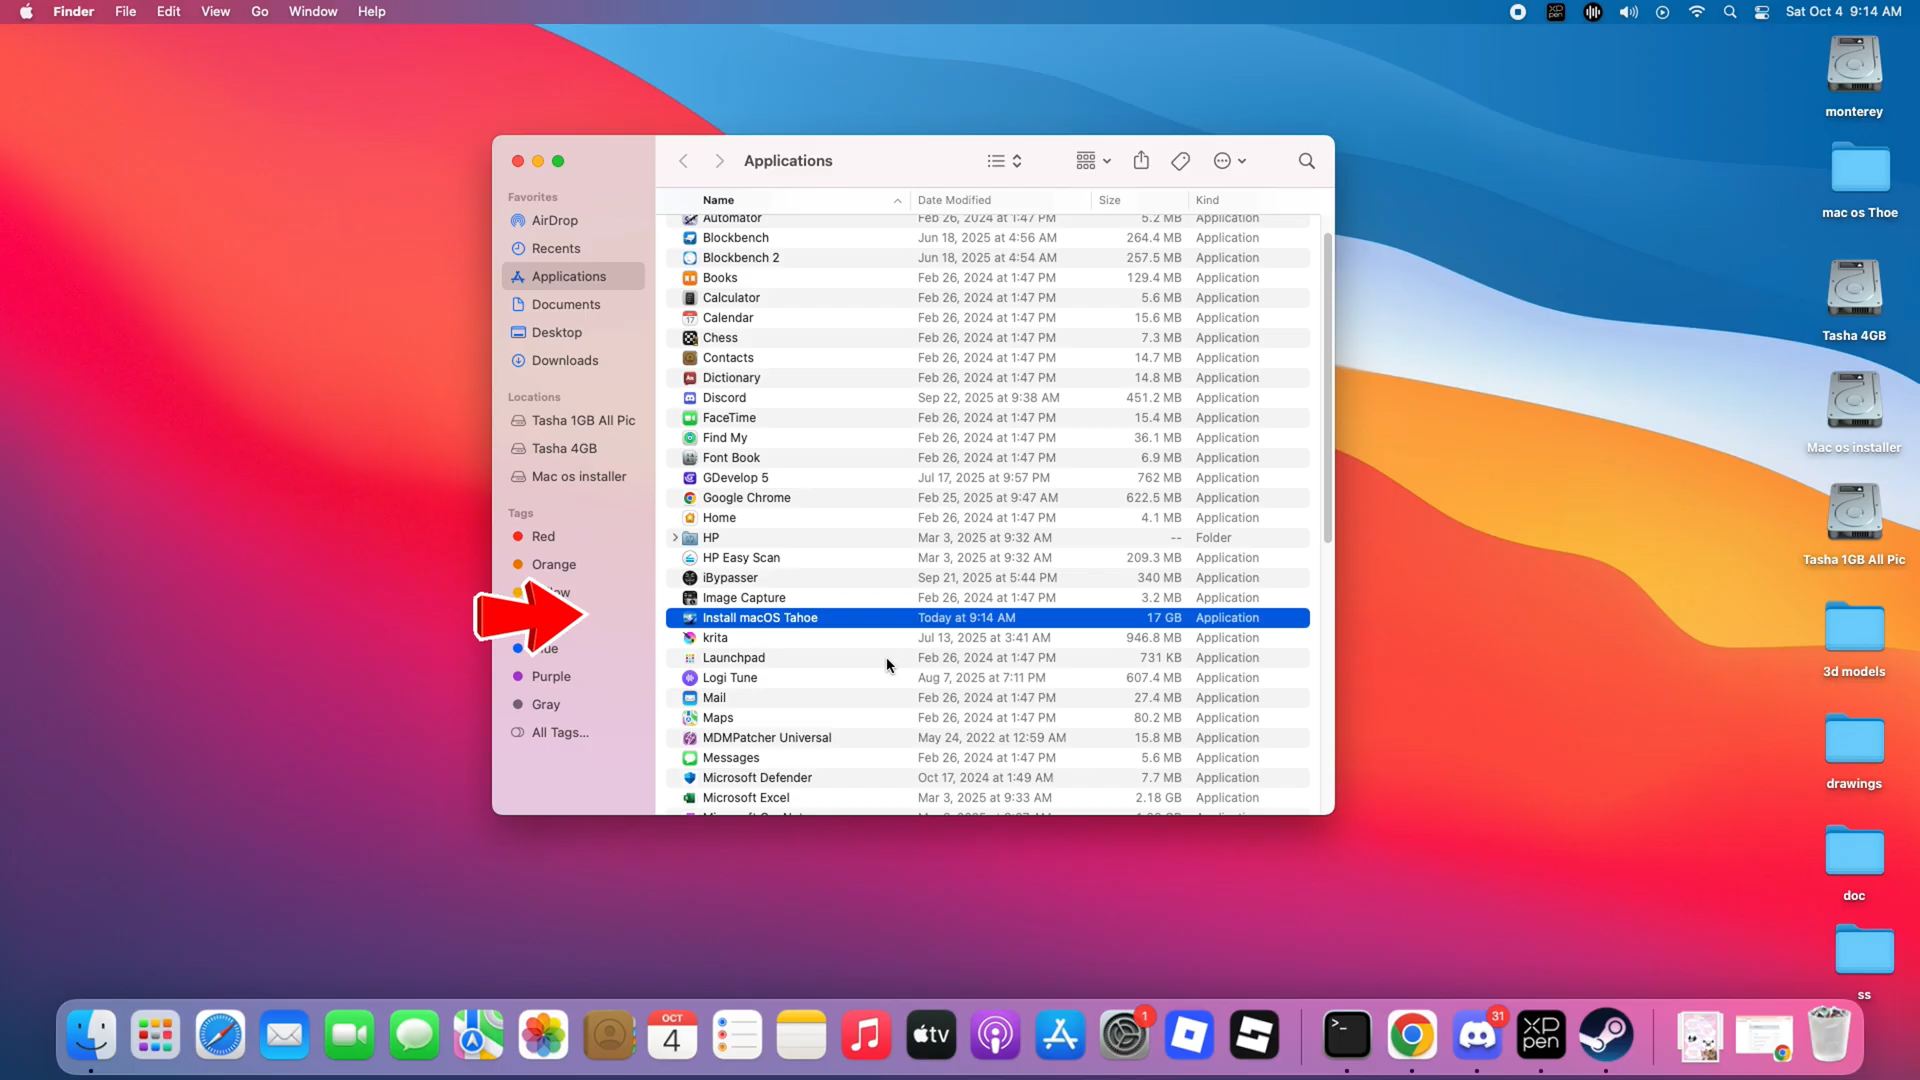 Finder File Edit View Go Window Help
XP pen
Sat Oct 4 9:14 AM
Applications
Name Date Modified Size Kind
Favorites
AirDrop
Recents
Applications
Documents
Desktop
Downloads
Locations
Tasha 1GB All Pic
Tasha 4GB
Mac os installer
Tags
Red
Orange
Purple
Gray
All Tags...
Automator Feb 26, 2024 at 1:47 PM 5.2 MB Application
Blockbench Jun 18, 2025 at 4:56 AM 264.4 MB Application
Blockbench 2 Jun 18, 2025 at 4:54 AM 257.5 MB Application
Books Feb 26, 2024 at 1:47 PM 129.4 MB Application
Calculator Feb 26, 2024 at 1:47 PM 5.6 MB Application
Calendar Feb 26, 2024 at 1:47 PM 15.6 MB Application
Chess Feb 26, 2024 at 1:47 PM 7.3 MB Application
Contacts Feb 26, 2024 at 1:47 PM 14.7 MB Application
Dictionary Feb 26, 2024 at 1:47 PM 14.8 MB Application
Discord Sep 22, 2025 at 9:38 AM 451.2 MB Application
FaceTime Feb 26, 2024 at 1:47 PM 15.4 MB Application
Find My Feb 26, 2024 at 1:47 PM 36.1 MB Application
Font Book Feb 26, 2024 at 1:47 PM 6.9 MB Application
GDevelop 5 Jul 17, 2025 at 9:57 PM 762 MB Application
Google Chrome Feb 25, 2025 at 9:47 AM 622.5 MB Application
Home Feb 26, 2024 at 1:47 PM 4.1 MB Application
HP Mar 3, 2025 at 9:32 AM -- Folder
HP Easy Scan Mar 3, 2025 at 9:32 AM 209.3 MB Application
iBypasser Sep 21, 2025 at 5:44 PM 340 MB Application
Image Capture Feb 26, 2024 at 1:47 PM 3.2 MB Application
Install macOS Tahoe Today at 9:14 AM 17 GB Application
krita Jul 13, 2025 at 3:41 AM 946.8 MB Application
Launchpad Feb 26, 2024 at 1:47 PM 731 KB Application
Logi Tune Aug 7, 2025 at 7:11 PM 607.4 MB Application
Mail Feb 26, 2024 at 1:47 PM 27.4 MB Application
Maps Feb 26, 2024 at 1:47 PM 80.2 MB Application
MDMPatcher Universal May 24, 2022 at 12:59 AM 15.8 MB Application
Messages Feb 26, 2024 at 1:47 PM 5.6 MB Application
Microsoft Defender Oct 17, 2024 at 1:49 AM 7.7 MB Application
Microsoft Excel Mar 3, 2025 at 9:33 AM 2.18 GB Application
monterey
mac os Thoe
Tasha 4GB
Mac os installer
Tasha 1GB All Pic
3d models
drawings
doc
ss
OCT
4
tv
1
>_
31
XP
pen